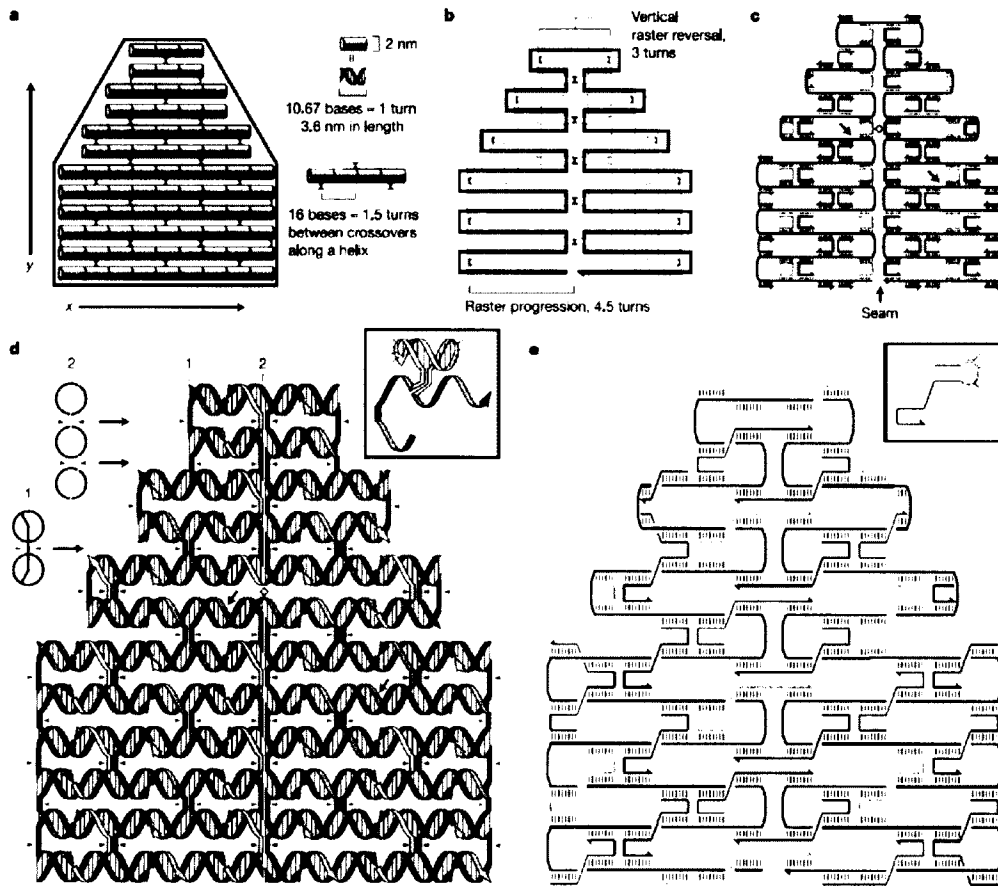 a
2 nm
10.67 bases = 1 turn
3.6 nm in length
16 bases = 1.5 turns
between crossovers
along a helix
y
x
b
Vertical
raster reversal,
3 turns
Raster progression, 4.5 turns
c
Seam
d
2
1
2
1
e